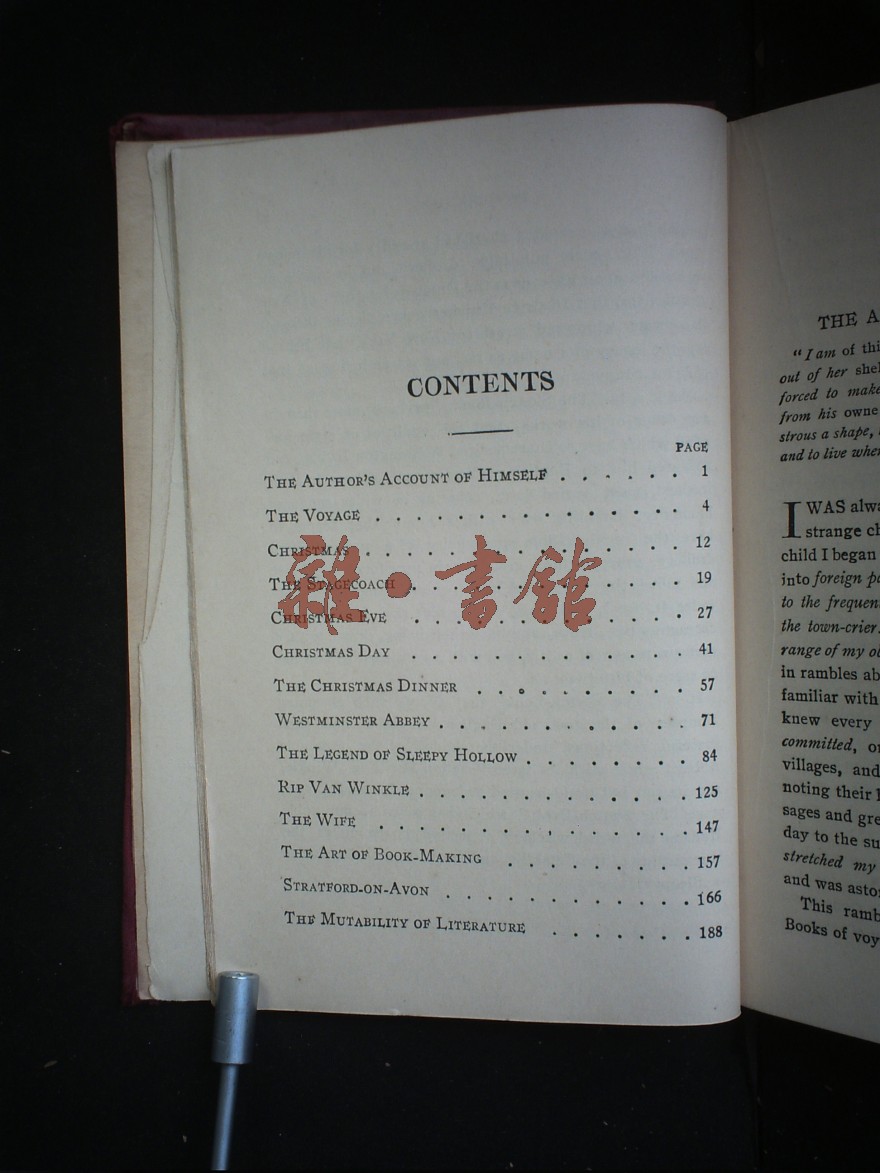 CONTENTS
PAGE
THE AUTHOR'S ACCOUNT OF HIMSELF . . . . . . 1
THE VOYAGE . . . . . . . . . . . . . . . 4
CHRISTMAS . . . . . . . . . . . . . . . 12
THE STAGECOACH . . . . . . . . . . . . . 19
CHRISTMAS EVE . . . . . . . . . . . . . 27
CHRISTMAS DAY . . . . . . . . . . . . . 41
THE CHRISTMAS DINNER . . . . . . . . . . 57
WESTMINSTER ABBEY . . . . . . . . . . . . 71
THE LEGEND OF SLEEPY HOLLOW . . . . . . . . 84
RIP VAN WINKLE . . . . . . . . . . . . . 125
THE WIFE . . . . . . . . . . . . . . . 147
THE ART OF BOOK-MAKING . . . . . . . . . 157
STRATFORD-ON-AVON . . . . . . . . . . . . 166
THE MUTABILITY OF LITERATURE . . . . . . . 188
雜·書館
THE A
"I am of thi
out of her shel
forced to make
from his owne
strous a shape,
and to live wher
I WAS alwa
strange ch
child I began
into foreign pa
to the frequen
the town-crier.
range of my ou
in rambles ab
familiar with
knew every
committed, or
villages, and
noting their
sages and gre
day to the su
stretched my
and was asto
This ramb
Books of voy